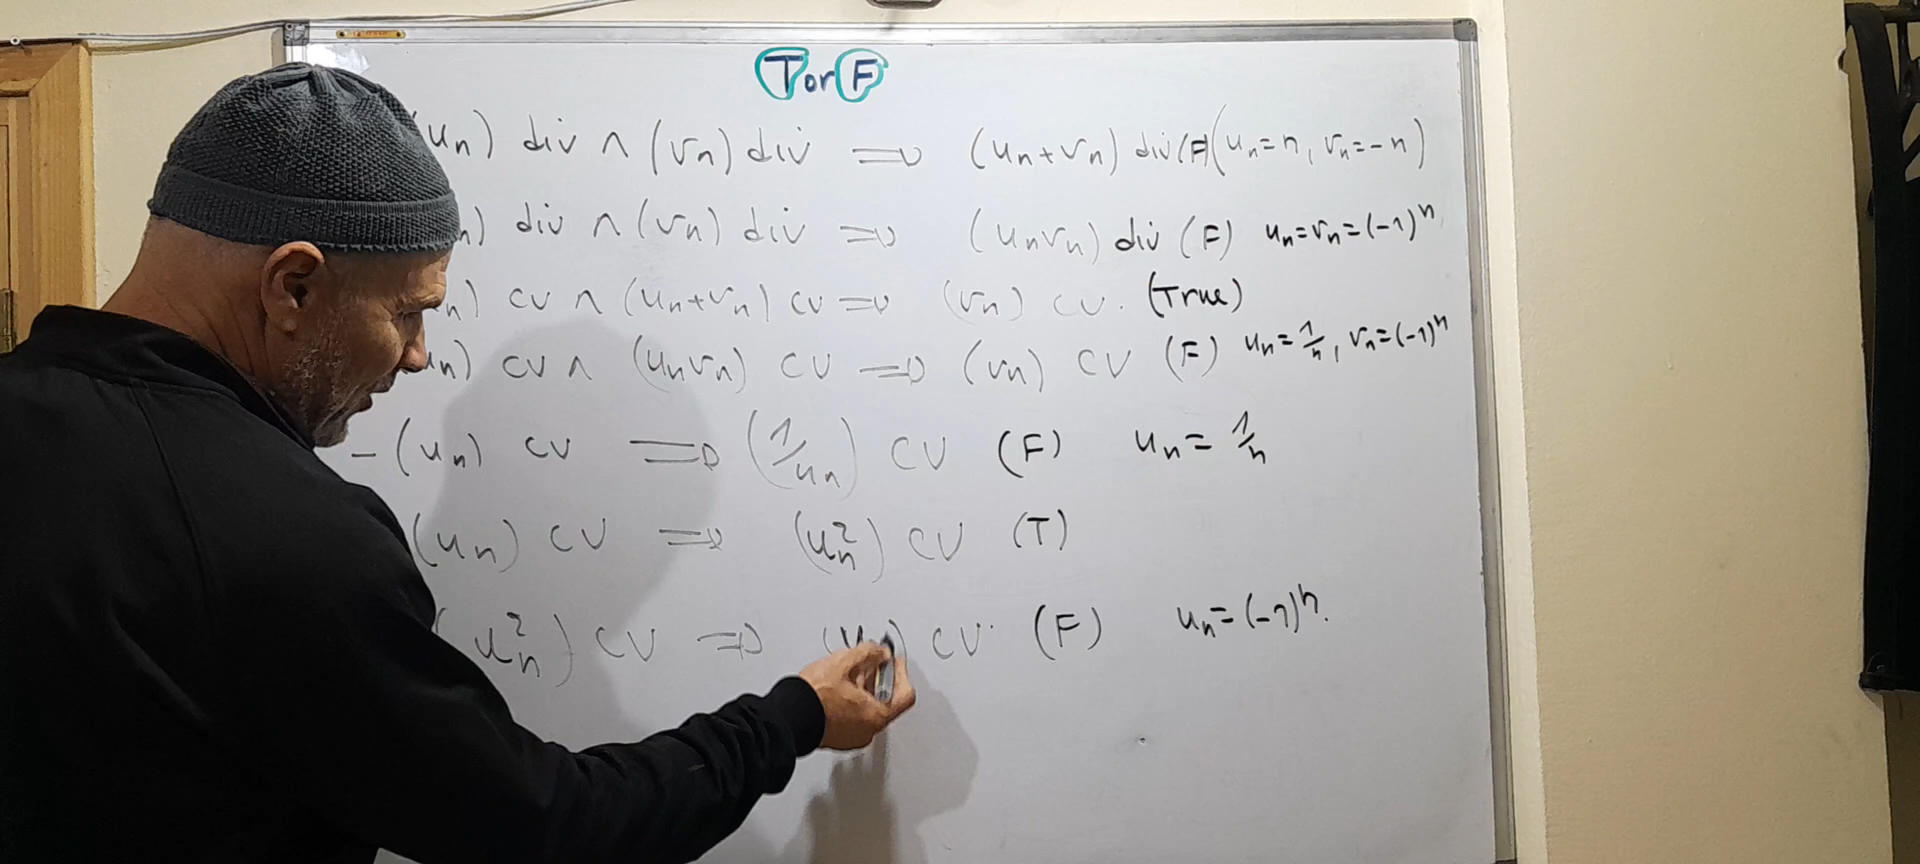 T or F
(un) div ∧ (vn) div ⇒ (un+vn) div (F) (un=n, vn=-n)
n) div ∧ (vn) div ⇒ (unvn) div (F) un=vn=(-1)^n
n) cv ∧ (un+vn) cv ⇒ (vn) cv. (True)
un) cv ∧ (unvn) cv ⇒ (vn) cv (F) un=1/n, vn=(-1)^n
- (un) cv ⇒ (1/un) cv (F) un = 1/n
(un) cv ⇒ (un²) cv (T)
(un²) cv ⇒ (un) cv. (F) un=(-1)^n.